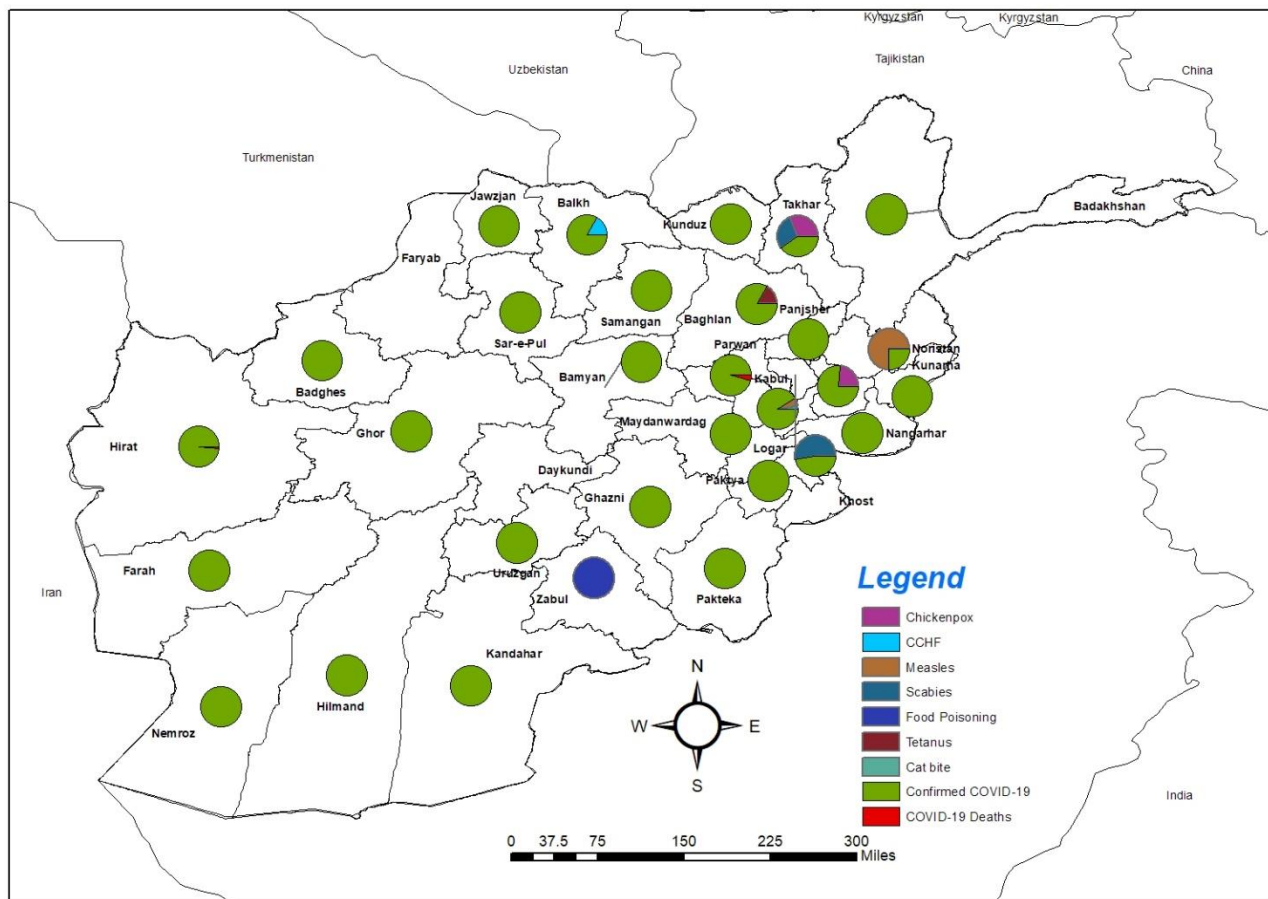 Kyrgyzstan
Kyrgyzstan
Uzbekistan
Tajikistan
China
Turkmenistan
Jawzjan
Balkh
Kunduz
Takhar
Badakhshan
Faryab
Samangan
Baghlan
Panjsher
Sar-e-Pul
Parwan
Noristan
Kunarha
Badghes
Bamyan
Kabul
Hirat
Ghor
Maydanwardag
Nangarhar
Logar
Daykundi
Ghazni
Paktya
Khost
Farah
Uruzgan
Iran
Zabul
Pakteka
Kandahar
Nemroz
Hilmand
India
N
W
E
S
0 37.5 75 150 225 300
Miles
Legend
Chickenpox
CCHF
Measles
Scabies
Food Poisoning
Tetanus
Cat bite
Confirmed COVID-19
COVID-19 Deaths